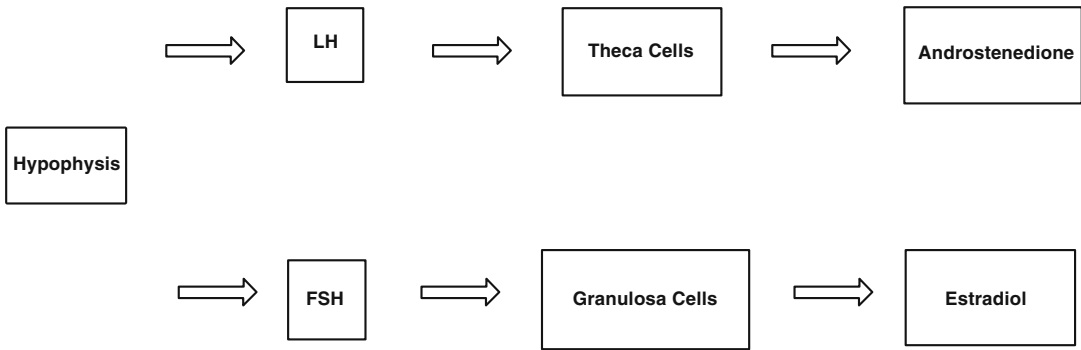 LH
Theca Cells
Androstenedione
Hypophysis
FSH
Granulosa Cells
Estradiol